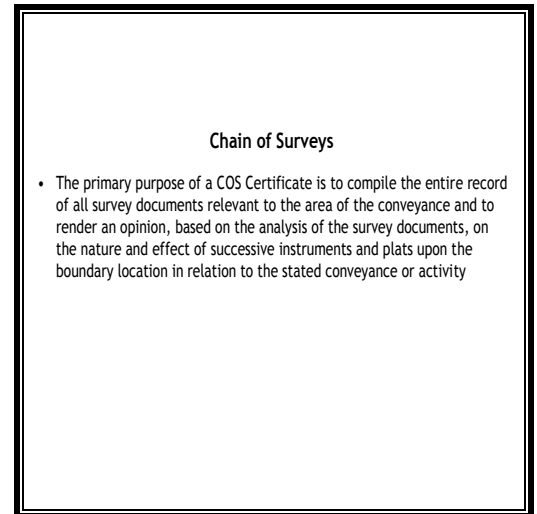 Chain of Surveys
• The primary purpose of a COS Certificate is to compile the entire record
of all survey documents relevant to the area of the conveyance and to
render an opinion, based on the analysis of the survey documents, on
the nature and effect of successive instruments and plats upon the
boundary location in relation to the stated conveyance or activity